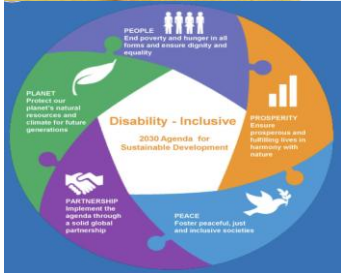 PEOPLE
End poverty and hunger in all
forms and ensure dignity and
equality
PLANET
Protect our
planet's natural
resources and
climate for future
generations
Disability - Inclusive
2030 Agenda for
Sustainable Development
PROSPERITY
Ensure
prosperous and
fulfilling lives in
harmony with
nature
PARTNERSHIP
Implement the
agenda through
a solid global
partnership
PEACE
Foster peaceful, just
and inclusive societies